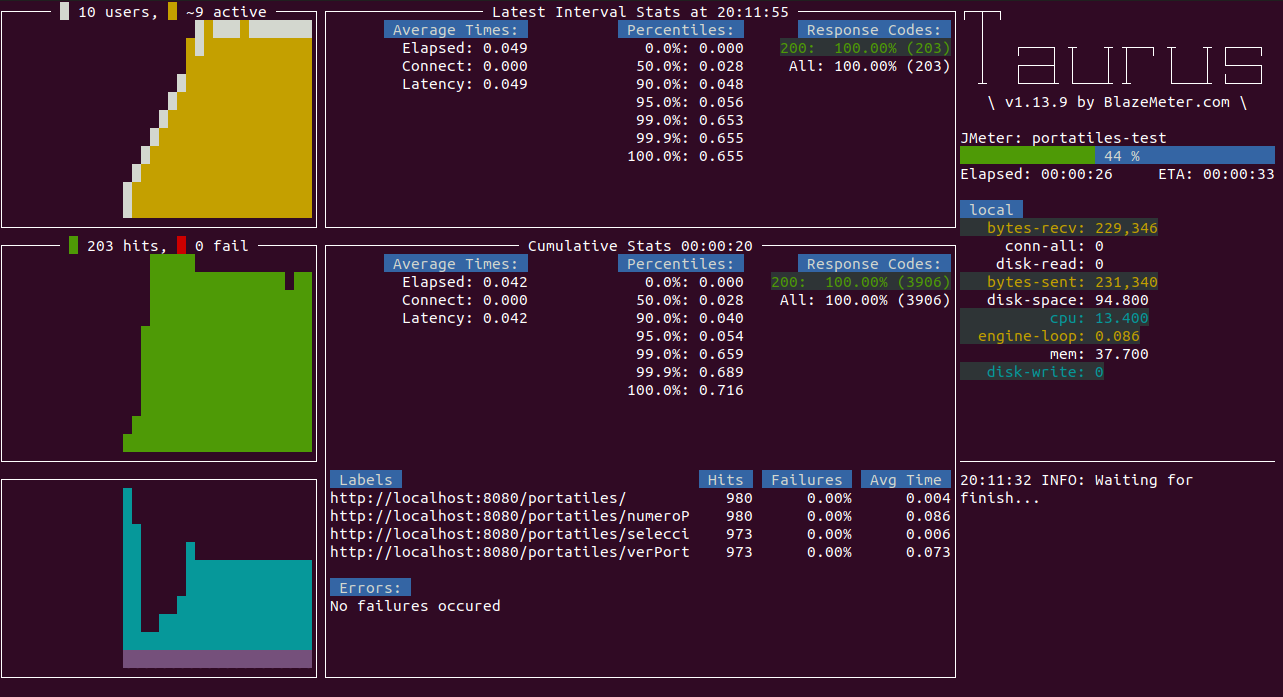 10 users, ~9 active
203 hits, 0 fail
Latest Interval Stats at 20:11:55
Average Times: Percentiles: Response Codes:
Elapsed: 0.049 0.0%: 0.000 200: 100.00% (203)
Connect: 0.000 50.0%: 0.028 All: 100.00% (203)
Latency: 0.049 90.0%: 0.048
95.0%: 0.056
99.0%: 0.653
99.9%: 0.655
100.0%: 0.655
Cumulative Stats 00:00:20
Average Times: Percentiles: Response Codes:
Elapsed: 0.042 0.0%: 0.000 200: 100.00% (3906)
Connect: 0.000 50.0%: 0.028 All: 100.00% (3906)
Latency: 0.042 90.0%: 0.040
95.0%: 0.054
99.0%: 0.659
99.9%: 0.689
100.0%: 0.716
Labels Hits Failures Avg Time
http://localhost:8080/portatiles/ 980 0.00% 0.004
http://localhost:8080/portatiles/numeroP 980 0.00% 0.086
http://localhost:8080/portatiles/selecci 973 0.00% 0.006
http://localhost:8080/portatiles/verPort 973 0.00% 0.073
Errors:
No failures occured
Taurus
\ v1.13.9 by BlazeMeter.com \
JMeter: portatiles-test
44 %
Elapsed: 00:00:26 ETA: 00:00:33
local
bytes-recv: 229,346
conn-all: 0
disk-read: 0
bytes-sent: 231,340
disk-space: 94.800
cpu: 13.400
engine-loop: 0.086
mem: 37.700
disk-write: 0
20:11:32 INFO: Waiting for
finish...